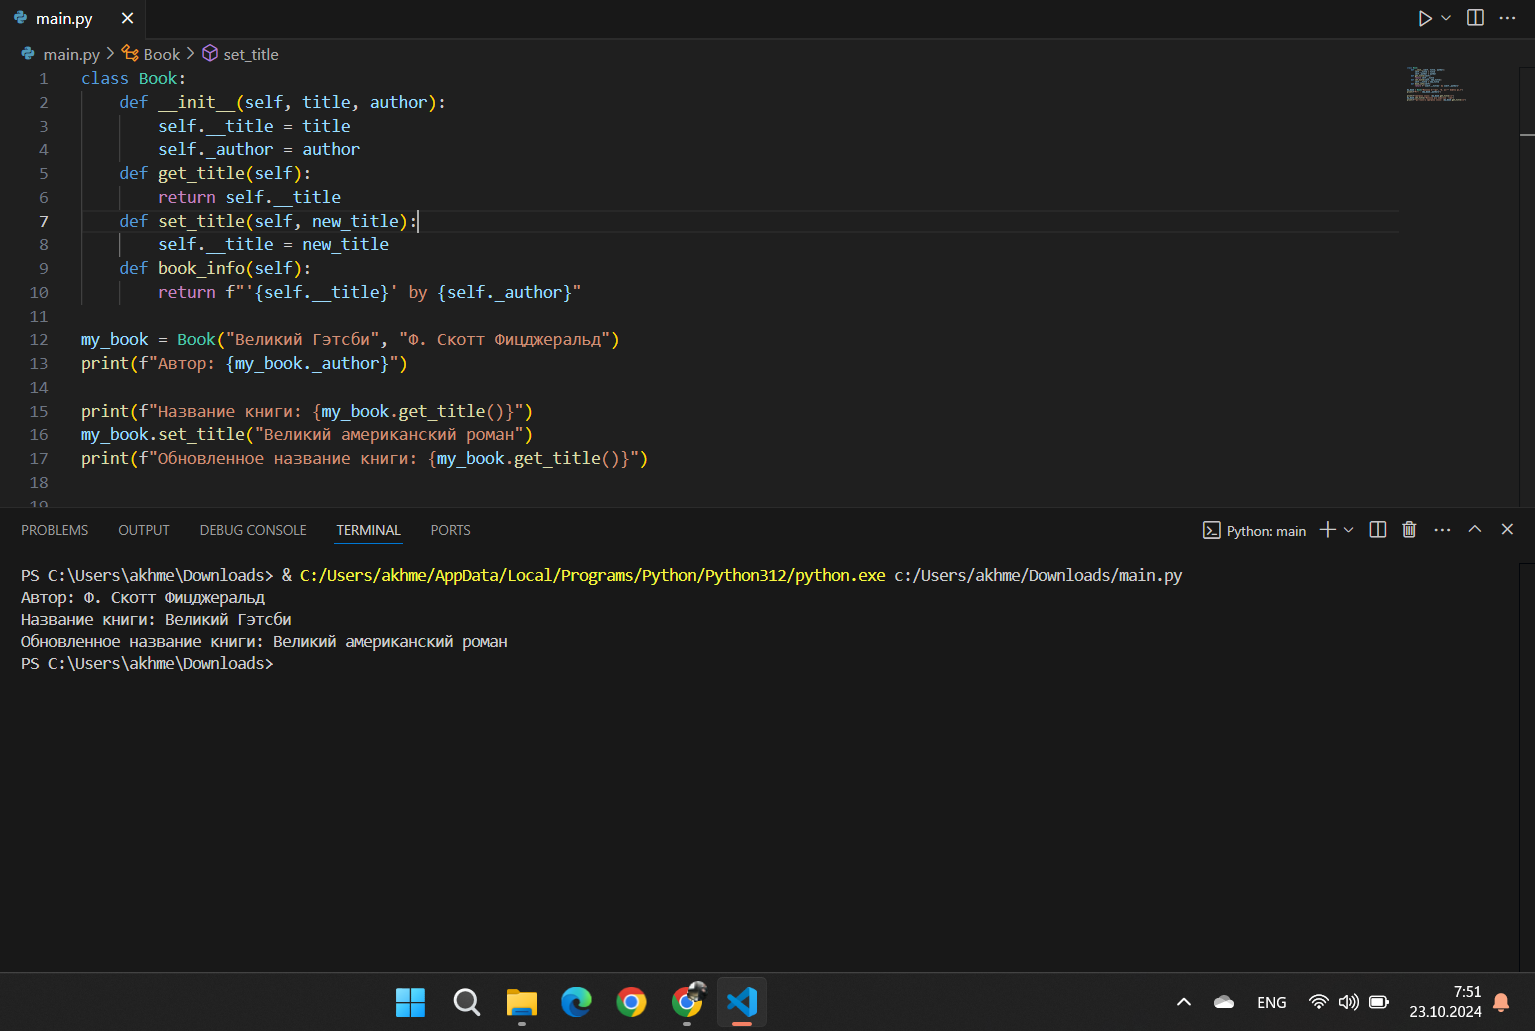 main.py
main.py > Book > set_title
1 class Book:
2     def __init__(self, title, author):
3         self.__title = title
4         self._author = author
5     def get_title(self):
6         return self.__title
7     def set_title(self, new_title):
8         self.__title = new_title
9     def book_info(self):
10         return f"'{self.__title}' by {self._author}"
11
12 my_book = Book("Великий Гэтсби", "Ф. Скотт Фицджеральд")
13 print(f"Автор: {my_book._author}")
14
15 print(f"Название книги: {my_book.get_title()}")
16 my_book.set_title("Великий американский роман")
17 print(f"Обновленное название книги: {my_book.get_title()}")
18
19
PROBLEMS OUTPUT DEBUG CONSOLE TERMINAL PORTS Python: main
PS C:\Users\akhme\Downloads> & C:/Users/akhme/AppData/Local/Programs/Python/Python312/python.exe c:/Users/akhme/Downloads/main.py
Автор: Ф. Скотт Фицджеральд
Название книги: Великий Гэтсби
Обновленное название книги: Великий американский роман
PS C:\Users\akhme\Downloads>
ENG
7:51
23.10.2024